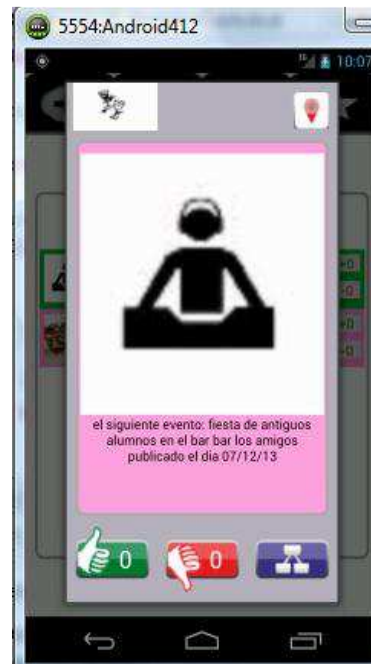 5554:Android412
10:07
el siguiente evento: fiesta de antiguos
alumnos en el bar bar los amigos
publicado el dia 07/12/13
0
0